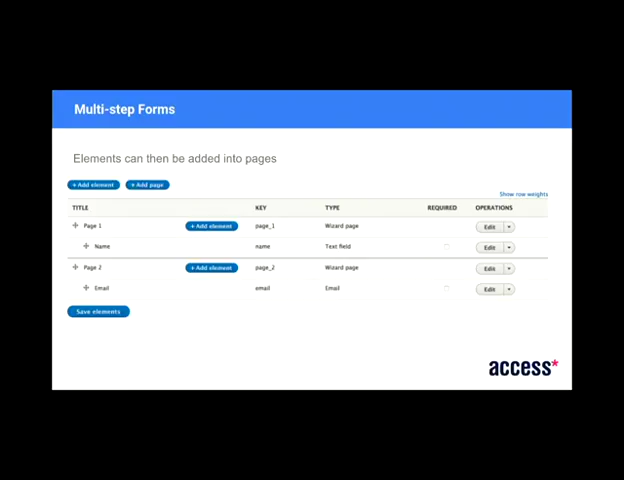 Multi-step Forms
Elements can then be added into pages
+ Add element + Add page
Show row weights
TITLE KEY TYPE REQUIRED OPERATIONS
Page 1 + Add element page_1 Wizard page Edit
Name name Text field Edit
Page 2 + Add element page_2 Wizard page Edit
Email email Email Edit
Save elements
access*